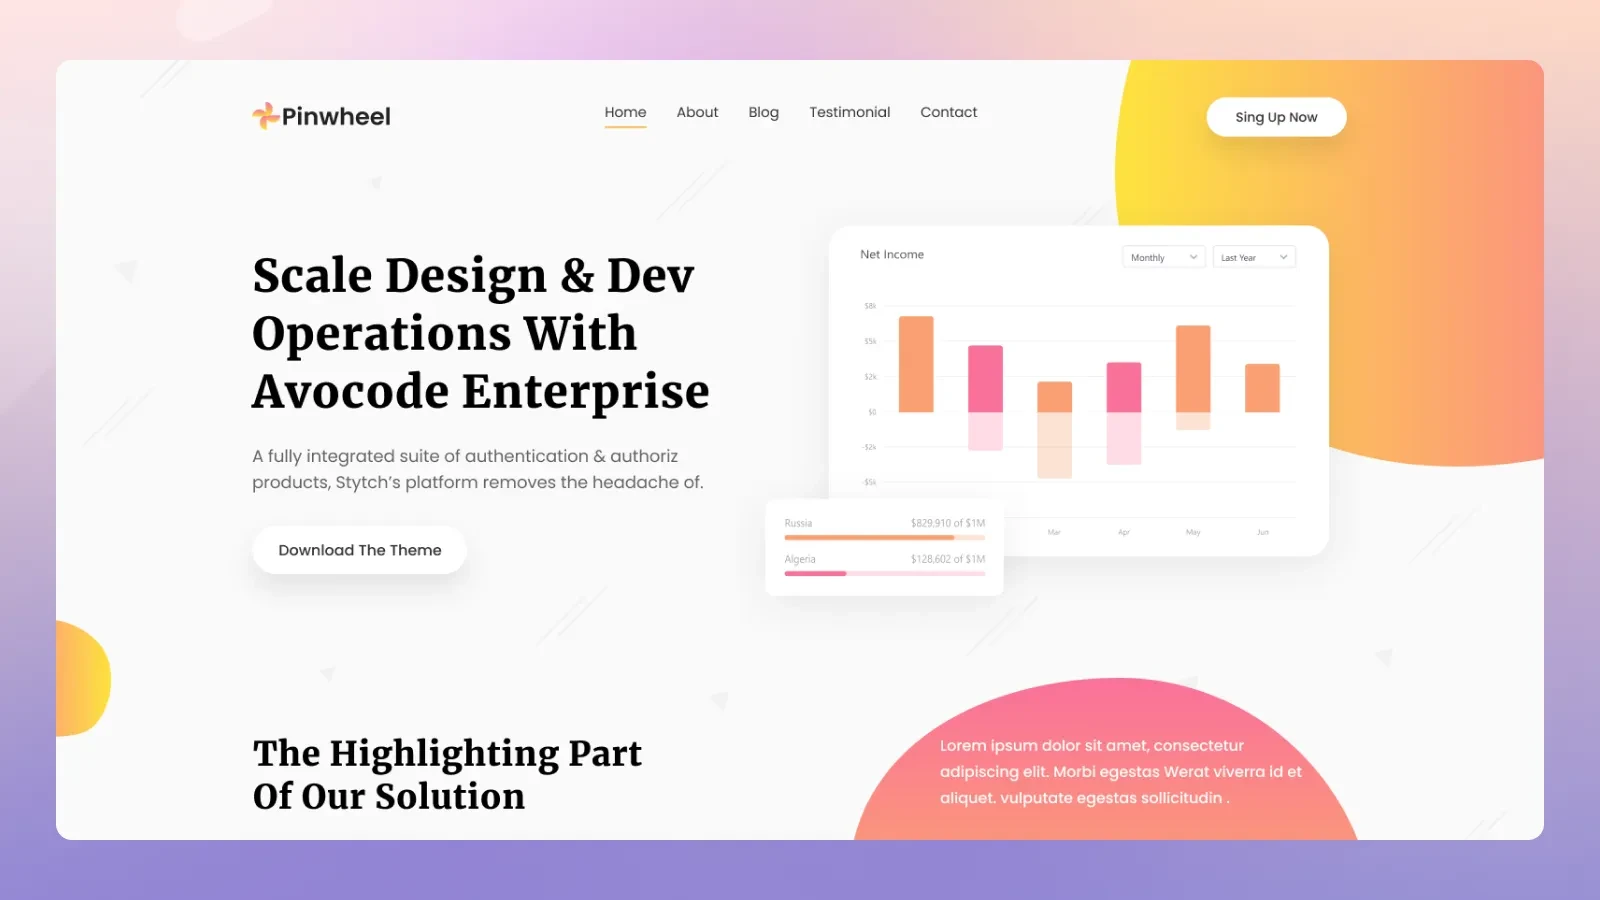 Pinwheel
Home About Blog Testimonial Contact
Sing Up Now
Scale Design & Dev
Operations With
Avocode Enterprise
A fully integrated suite of authentication & authoriz
products, Stytch’s platform removes the headache of.
Download The Theme
Net Income
Monthly
Last Year
$8k
$5k
$2k
$0
-$2k
-$5k
Mar Apr May Jun
Russia $829,910 of $1M
Algeria $128,602 of $1M
The Highlighting Part
Of Our Solution
Lorem ipsum dolor sit amet, consectetur
adipiscing elit. Morbi egestas Werat viverra id et
aliquet. vulputate egestas sollicitudin .